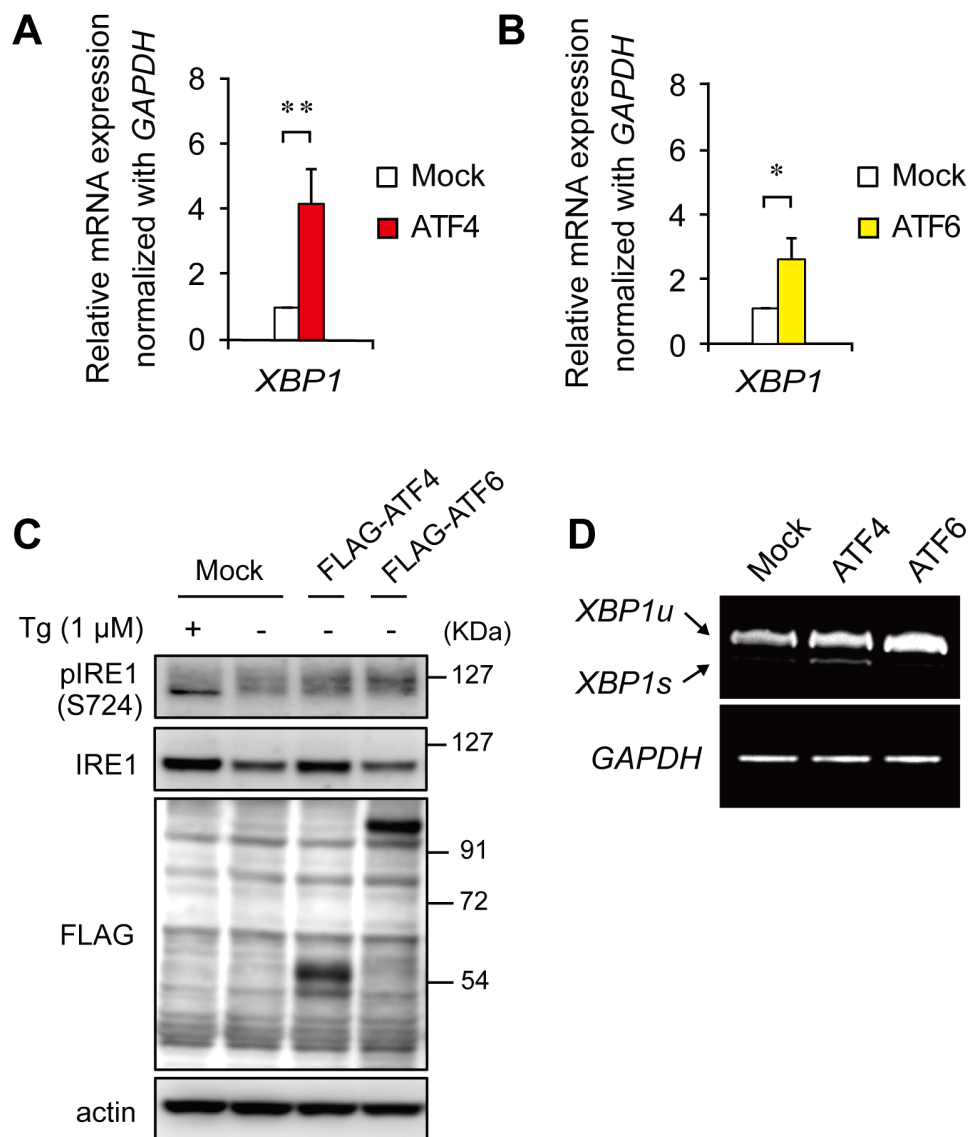 A
Relative mRNA expression
normalized with GAPDH
8
6
4
2
0
**
Mock
ATF4
XBP1
B
Relative mRNA expression
normalized with GAPDH
8
6
4
2
0
*
Mock
ATF6
XBP1
C
Mock
FLAG-ATF4
FLAG-ATF6
Tg (1 µM)
+
-
-
-
(KDa)
pIRE1
(S724)
127
IRE1
127
FLAG
91
72
54
actin
D
Mock
ATF4
ATF6
XBP1u
XBP1s
GAPDH